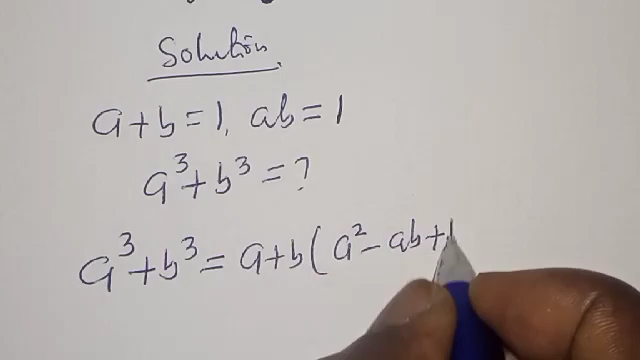 Solution
a+b=1, ab=1
a³+b³=?
a³+b³=a+b(a²-ab+